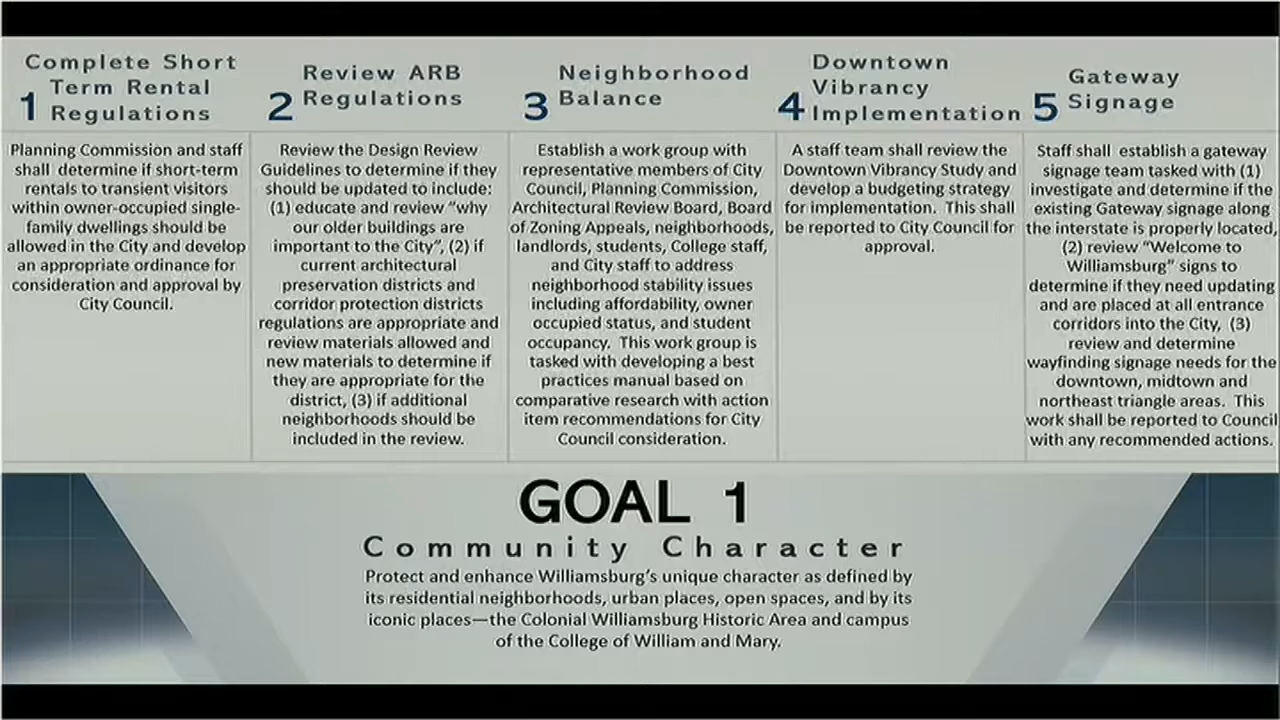 Complete Short
Term Rental
1 Regulations
Planning Commission and staff
shall determine if short-term
rentals to transient visitors
within owner-occupied single-
family dwellings should be
allowed in the City and develop
an appropriate ordinance for
consideration and approval by
City Council.
Review ARB
2 Regulations
Review the Design Review
Guidelines to determine if they
should be updated to include:
(1) educate and review “why
our older buildings are
important to the City”, (2) if
current architectural
preservation districts and
corridor protection districts
regulations are appropriate and
review materials allowed and
new materials to determine if
they are appropriate for the
district, (3) if additional
neighborhoods should be
included in the review.
Neighborhood
3 Balance
Establish a work group with
representative members of City
Council, Planning Commission,
Architectural Review Board, Board
of Zoning Appeals, neighborhoods,
landlords, students, College staff,
and City staff to address
neighborhood stability issues
including affordability, owner
occupied status, and student
occupancy. This work group is
tasked with developing a best
practices manual based on
comparative research with action
item recommendations for City
Council consideration.
Downtown
Vibrancy
4 Implementation
A staff team shall review the
Downtown Vibrancy Study and
develop a budgeting strategy
for implementation. This shall
be reported to City Council for
approval.
Gateway
5 Signage
Staff shall establish a gateway
signage team tasked with (1)
investigate and determine if the
existing Gateway signage along
the interstate is properly located,
(2) review “Welcome to
Williamsburg” signs to
determine if they need updating
and are placed at all entrance
corridors into the City, (3)
review and determine
wayfinding signage needs for the
downtown, midtown and
northeast triangle areas. This
work shall be reported to Council
with any recommended actions.
GOAL 1
Community Character
Protect and enhance Williamsburg’s unique character as defined by
its residential neighborhoods, urban places, open spaces, and by its
iconic places—the Colonial Williamsburg Historic Area and campus
of the College of William and Mary.